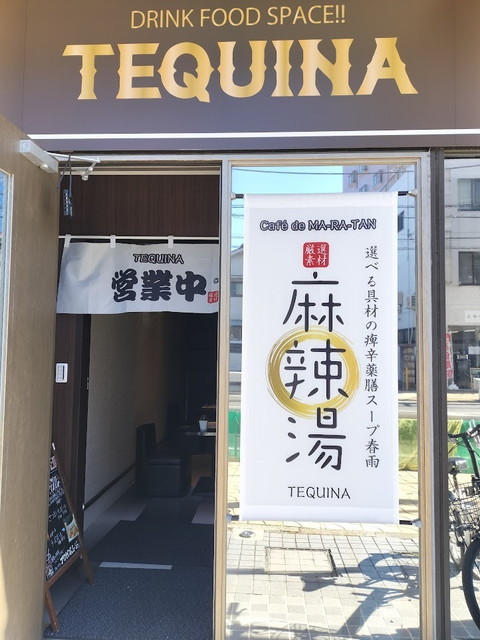 DRINK FOOD SPACE!!
TEQUINA
TEQUINA
営業中
Café de MA-RA-TAN
厳選
素材
麻辣湯
選べる具材の痺辛薬膳スープ春雨
TEQUINA